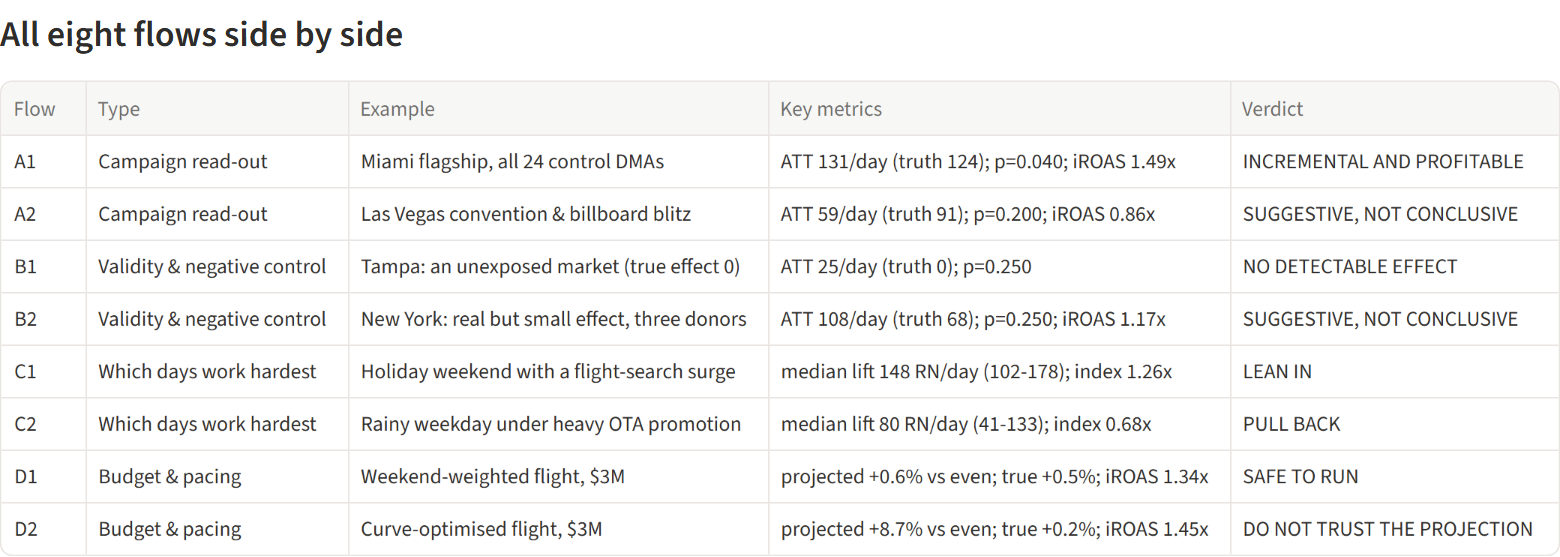 All eight flows side by side
Flow Type Example Key metrics Verdict
A1 Campaign read-out Miami flagship, all 24 control DMAs ATT 131/day (truth 124); p=0.040; iROAS 1.49x INCREMENTAL AND PROFITABLE
A2 Campaign read-out Las Vegas convention & billboard blitz ATT 59/day (truth 91); p=0.200; iROAS 0.86x SUGGESTIVE, NOT CONCLUSIVE
B1 Validity & negative control Tampa: an unexposed market (true effect 0) ATT 25/day (truth 0); p=0.250 NO DETECTABLE EFFECT
B2 Validity & negative control New York: real but small effect, three donors ATT 108/day (truth 68); p=0.250; iROAS 1.17x SUGGESTIVE, NOT CONCLUSIVE
C1 Which days work hardest Holiday weekend with a flight-search surge median lift 148 RN/day (102-178); index 1.26x LEAN IN
C2 Which days work hardest Rainy weekday under heavy OTA promotion median lift 80 RN/day (41-133); index 0.68x PULL BACK
D1 Budget & pacing Weekend-weighted flight, $3M projected +0.6% vs even; true +0.5%; iROAS 1.34x SAFE TO RUN
D2 Budget & pacing Curve-optimised flight, $3M projected +8.7% vs even; true +0.2%; iROAS 1.45x DO NOT TRUST THE PROJECTION